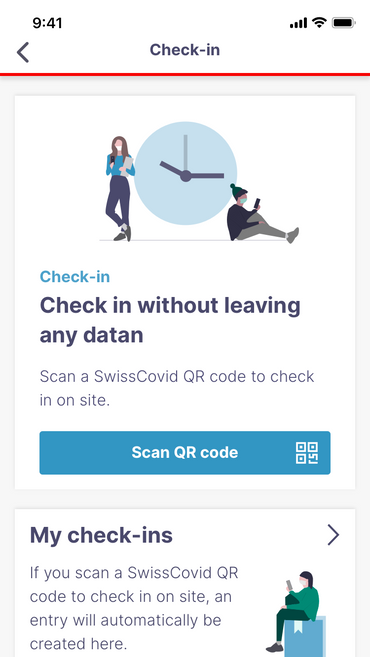 9:41
Check-in
Check-in
Check in without leaving
any datan
Scan a SwissCovid QR code to check
in on site.
Scan QR code
My check-ins
If you scan a SwissCovid QR
code to check in on site, an
entry will automatically be
created here.